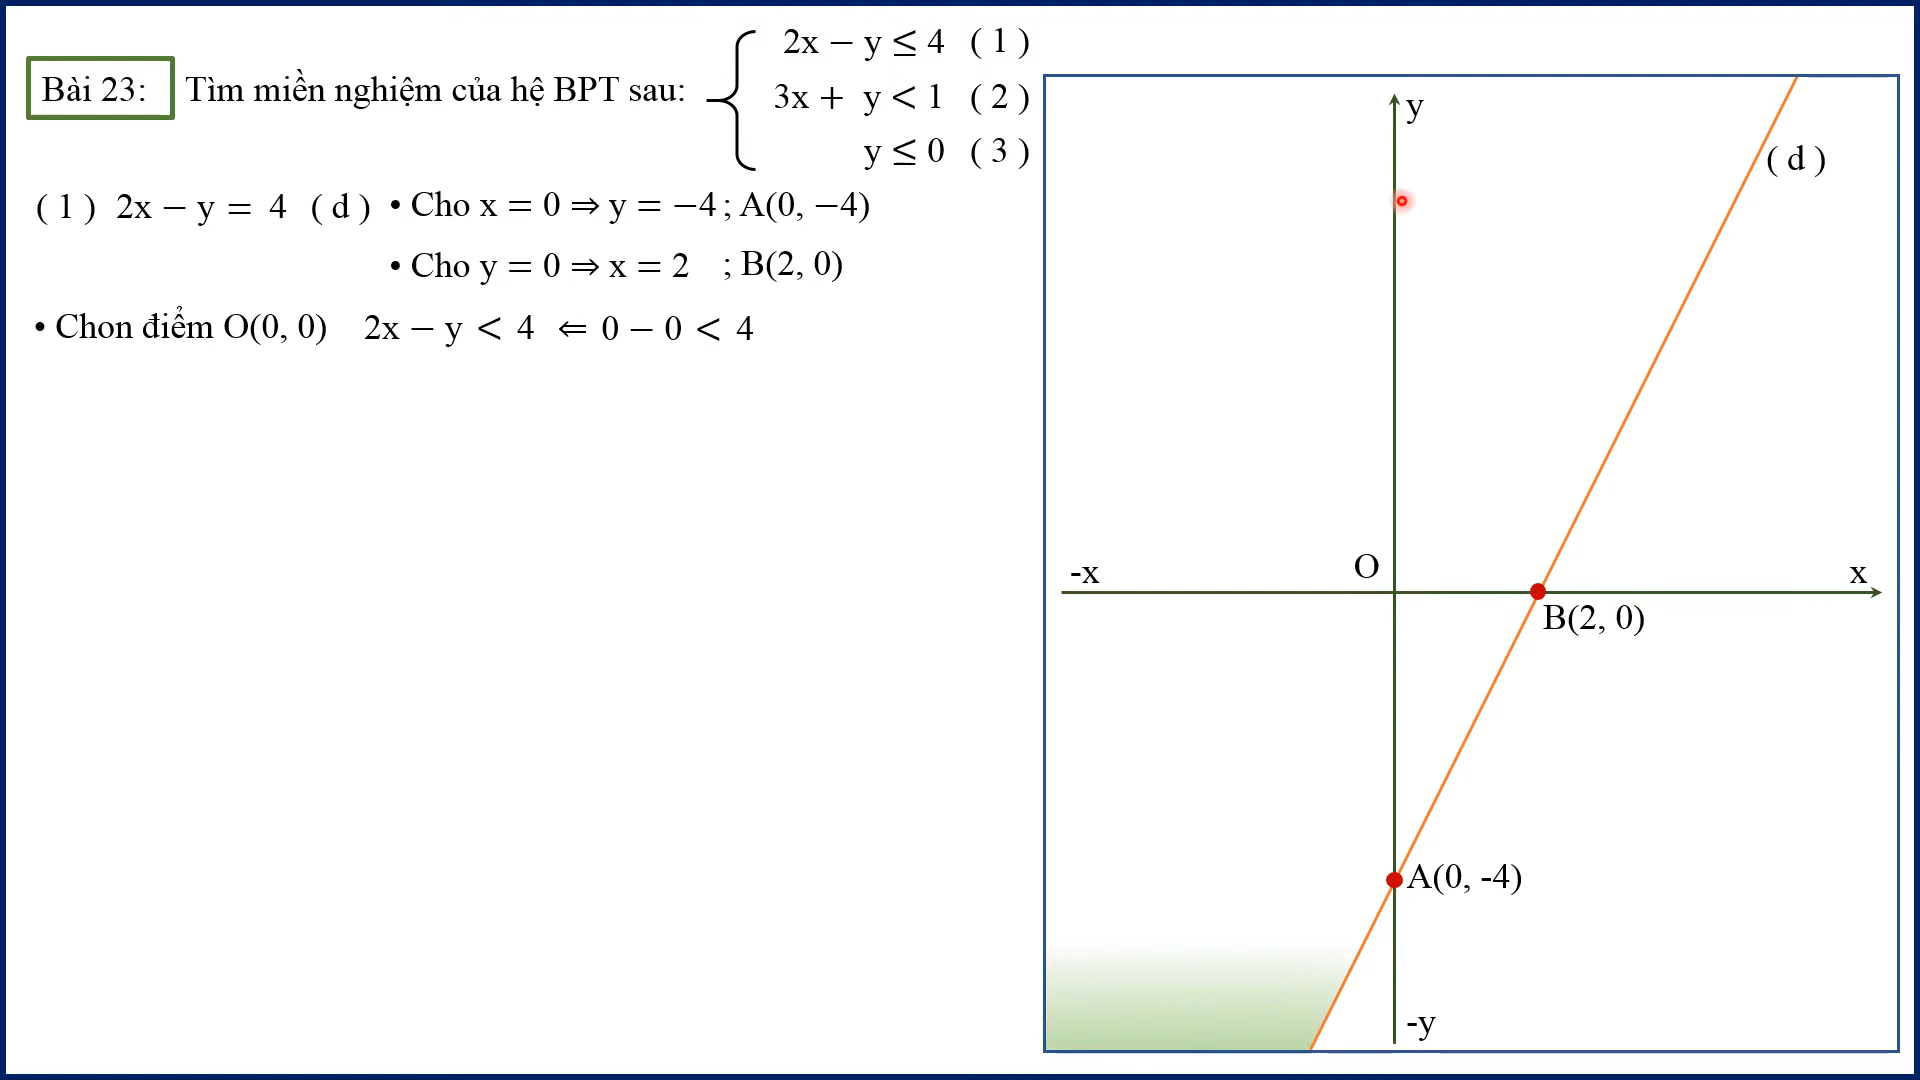 Bài 23: Tìm miền nghiệm của hệ BPT sau:
2x − y ≤ 4 ( 1 )
3x + y < 1 ( 2 )
y ≤ 0 ( 3 )
( 1 ) 2x − y = 4 ( d ) • Cho x = 0 ⇒ y = −4 ; A(0, −4)
• Cho y = 0 ⇒ x = 2 ; B(2, 0)
• Chon điểm O(0, 0) 2x − y < 4 ⇐ 0 − 0 < 4
y
( d )
O
-x
x
B(2, 0)
A(0, -4)
-y